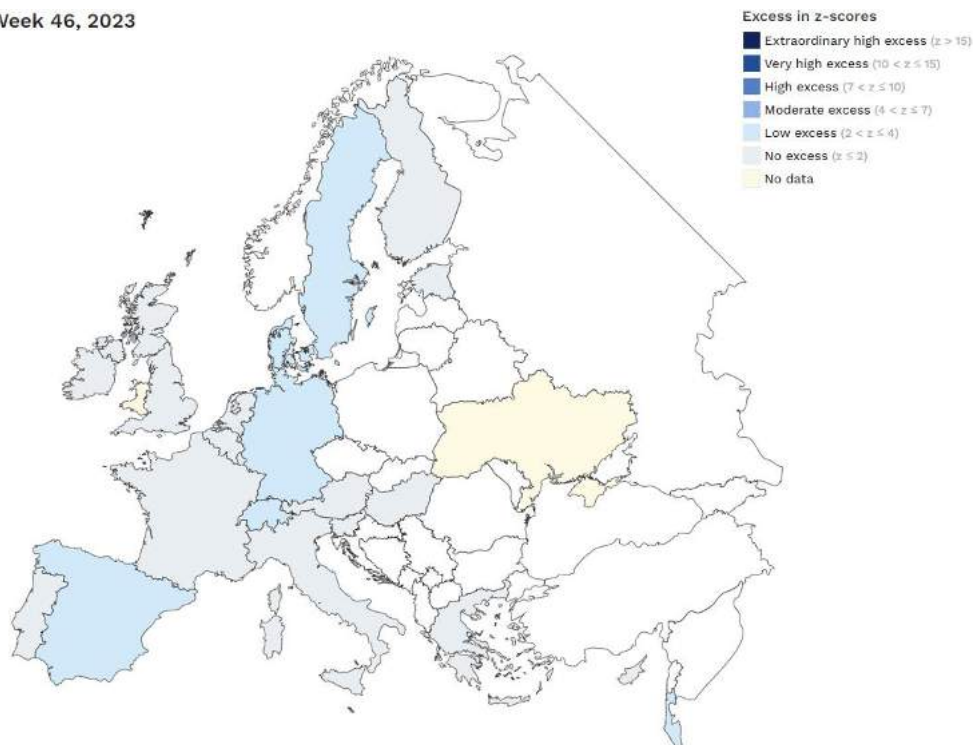 Week 46, 2023
Excess in z-scores
Extraordinary high excess (z > 15)
Very high excess (10 < z ≤ 15)
High excess (7 < z ≤ 10)
Moderate excess (4 < z ≤ 7)
Low excess (2 < z ≤ 4)
No excess (z ≤ 2)
No data